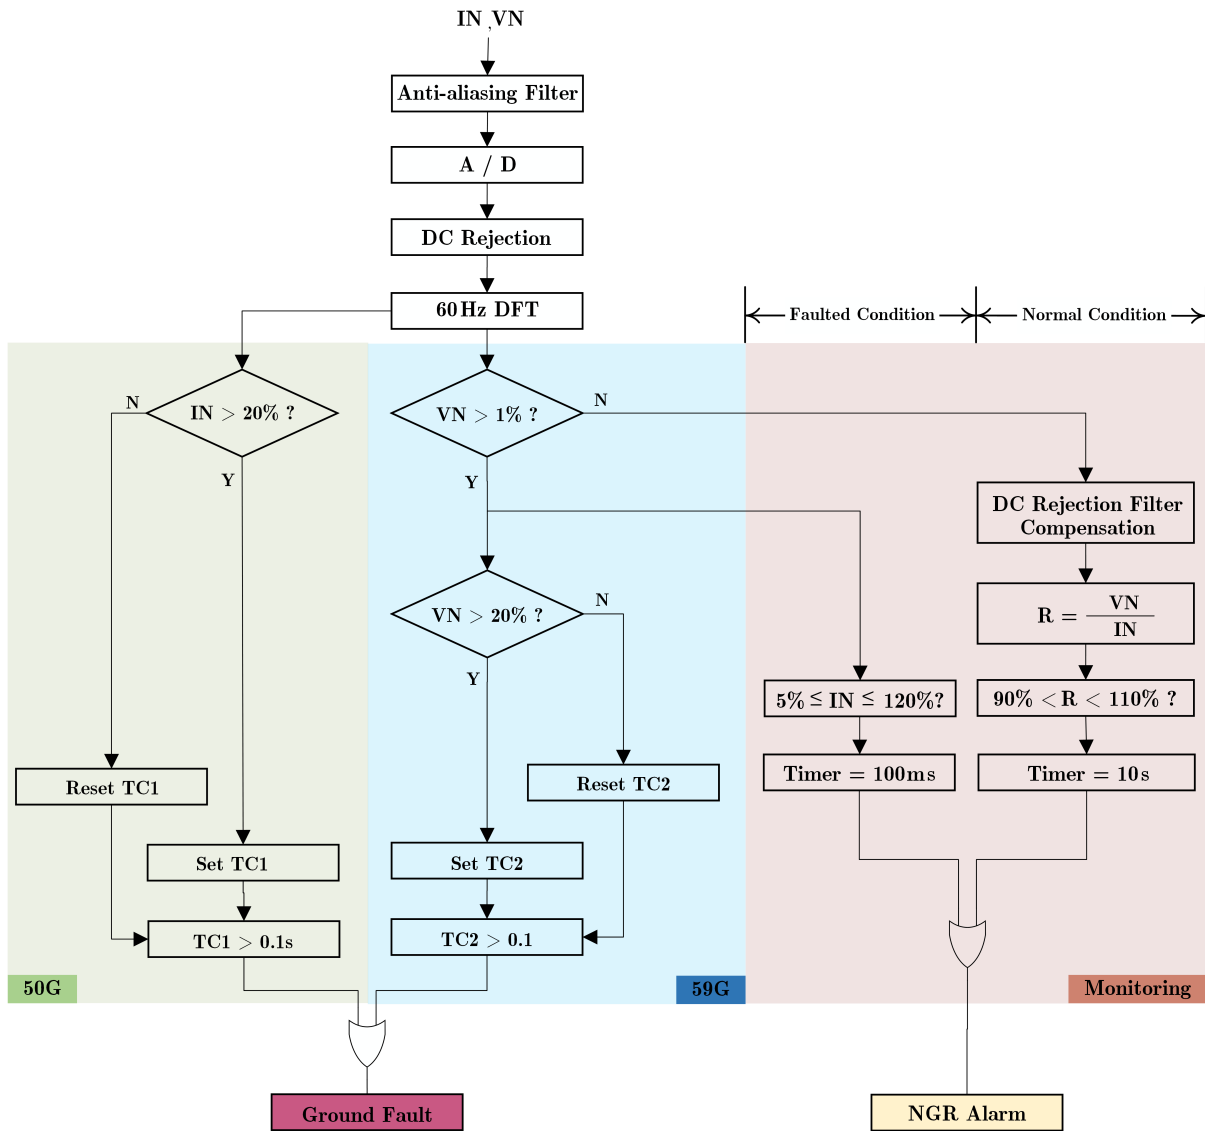 IN ,VN
Anti-aliasing Filter
A / D
DC Rejection
60Hz DFT
Faulted Condition
Normal Condition
N
IN > 20% ?
Y
VN > 1% ?
N
Y
DC Rejection Filter
Compensation
R = VN
IN
VN > 20% ?
N
Y
5% ≤ IN ≤ 120%?
90% < R < 110% ?
Reset TC1
Reset TC2
Timer = 100ms
Timer = 10s
Set TC1
Set TC2
TC1 > 0.1s
TC2 > 0.1
50G
59G
Monitoring
Ground Fault
NGR Alarm